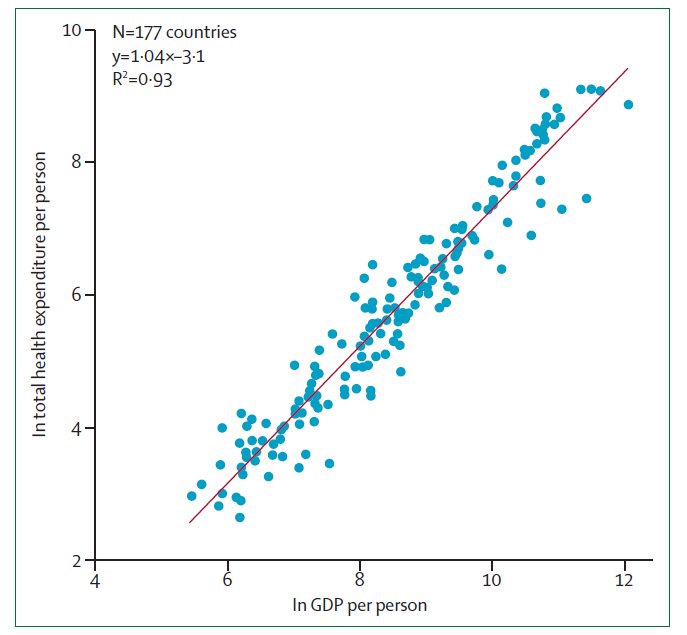 N=177 countries
y=1·04x–3·1
R²=0·93
10
8
6
4
2
ln total health expenditure per person
4
6
8
10
12
ln GDP per person